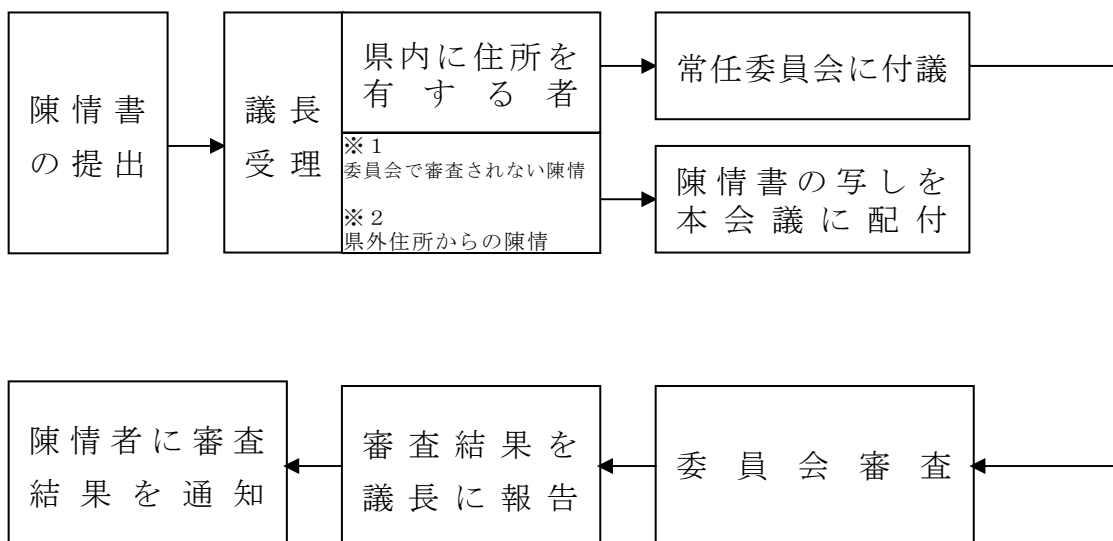 陳情書
の提出
議長
受理
県内に住所を
有する者
※１
委員会で審査されない陳情
※２
県外住所からの陳情
常任委員会に付議
陳情書の写しを
本会議に配付
陳情者に審査
結果を通知
審査結果を
議長に報告
委員会審査